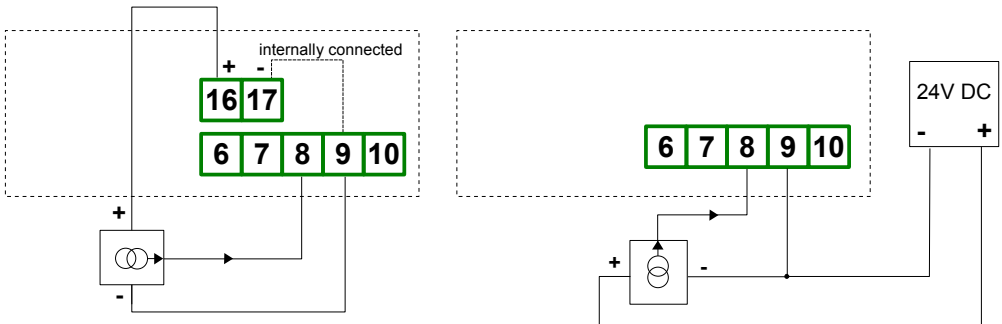 internally connected
+ -
16 17
6 7 8 9 10
+
-
24V DC
- +
6 7 8 9 10
+ -